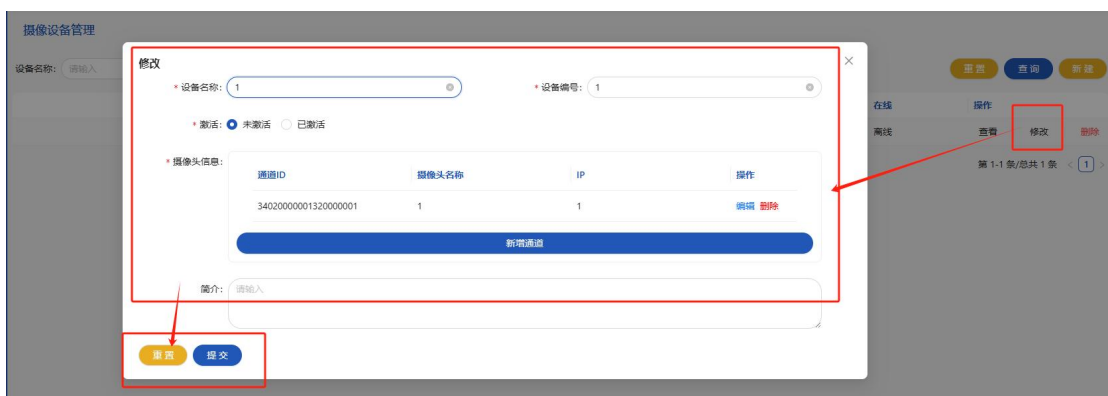 摄像设备管理
设备名称: 请输入
重置 查询 新建
修改
* 设备名称: 1
* 设备编号: 1
* 激活: 未激活 已激活
* 摄像头信息:
通道ID 摄像头名称 IP 操作
34020000001320000001 1 1 编辑 删除
新增通道
简介: 请输入
重置 提交
在线 操作
离线 查看 修改 删除
第 1-1 条/总共 1 条 < 1 >